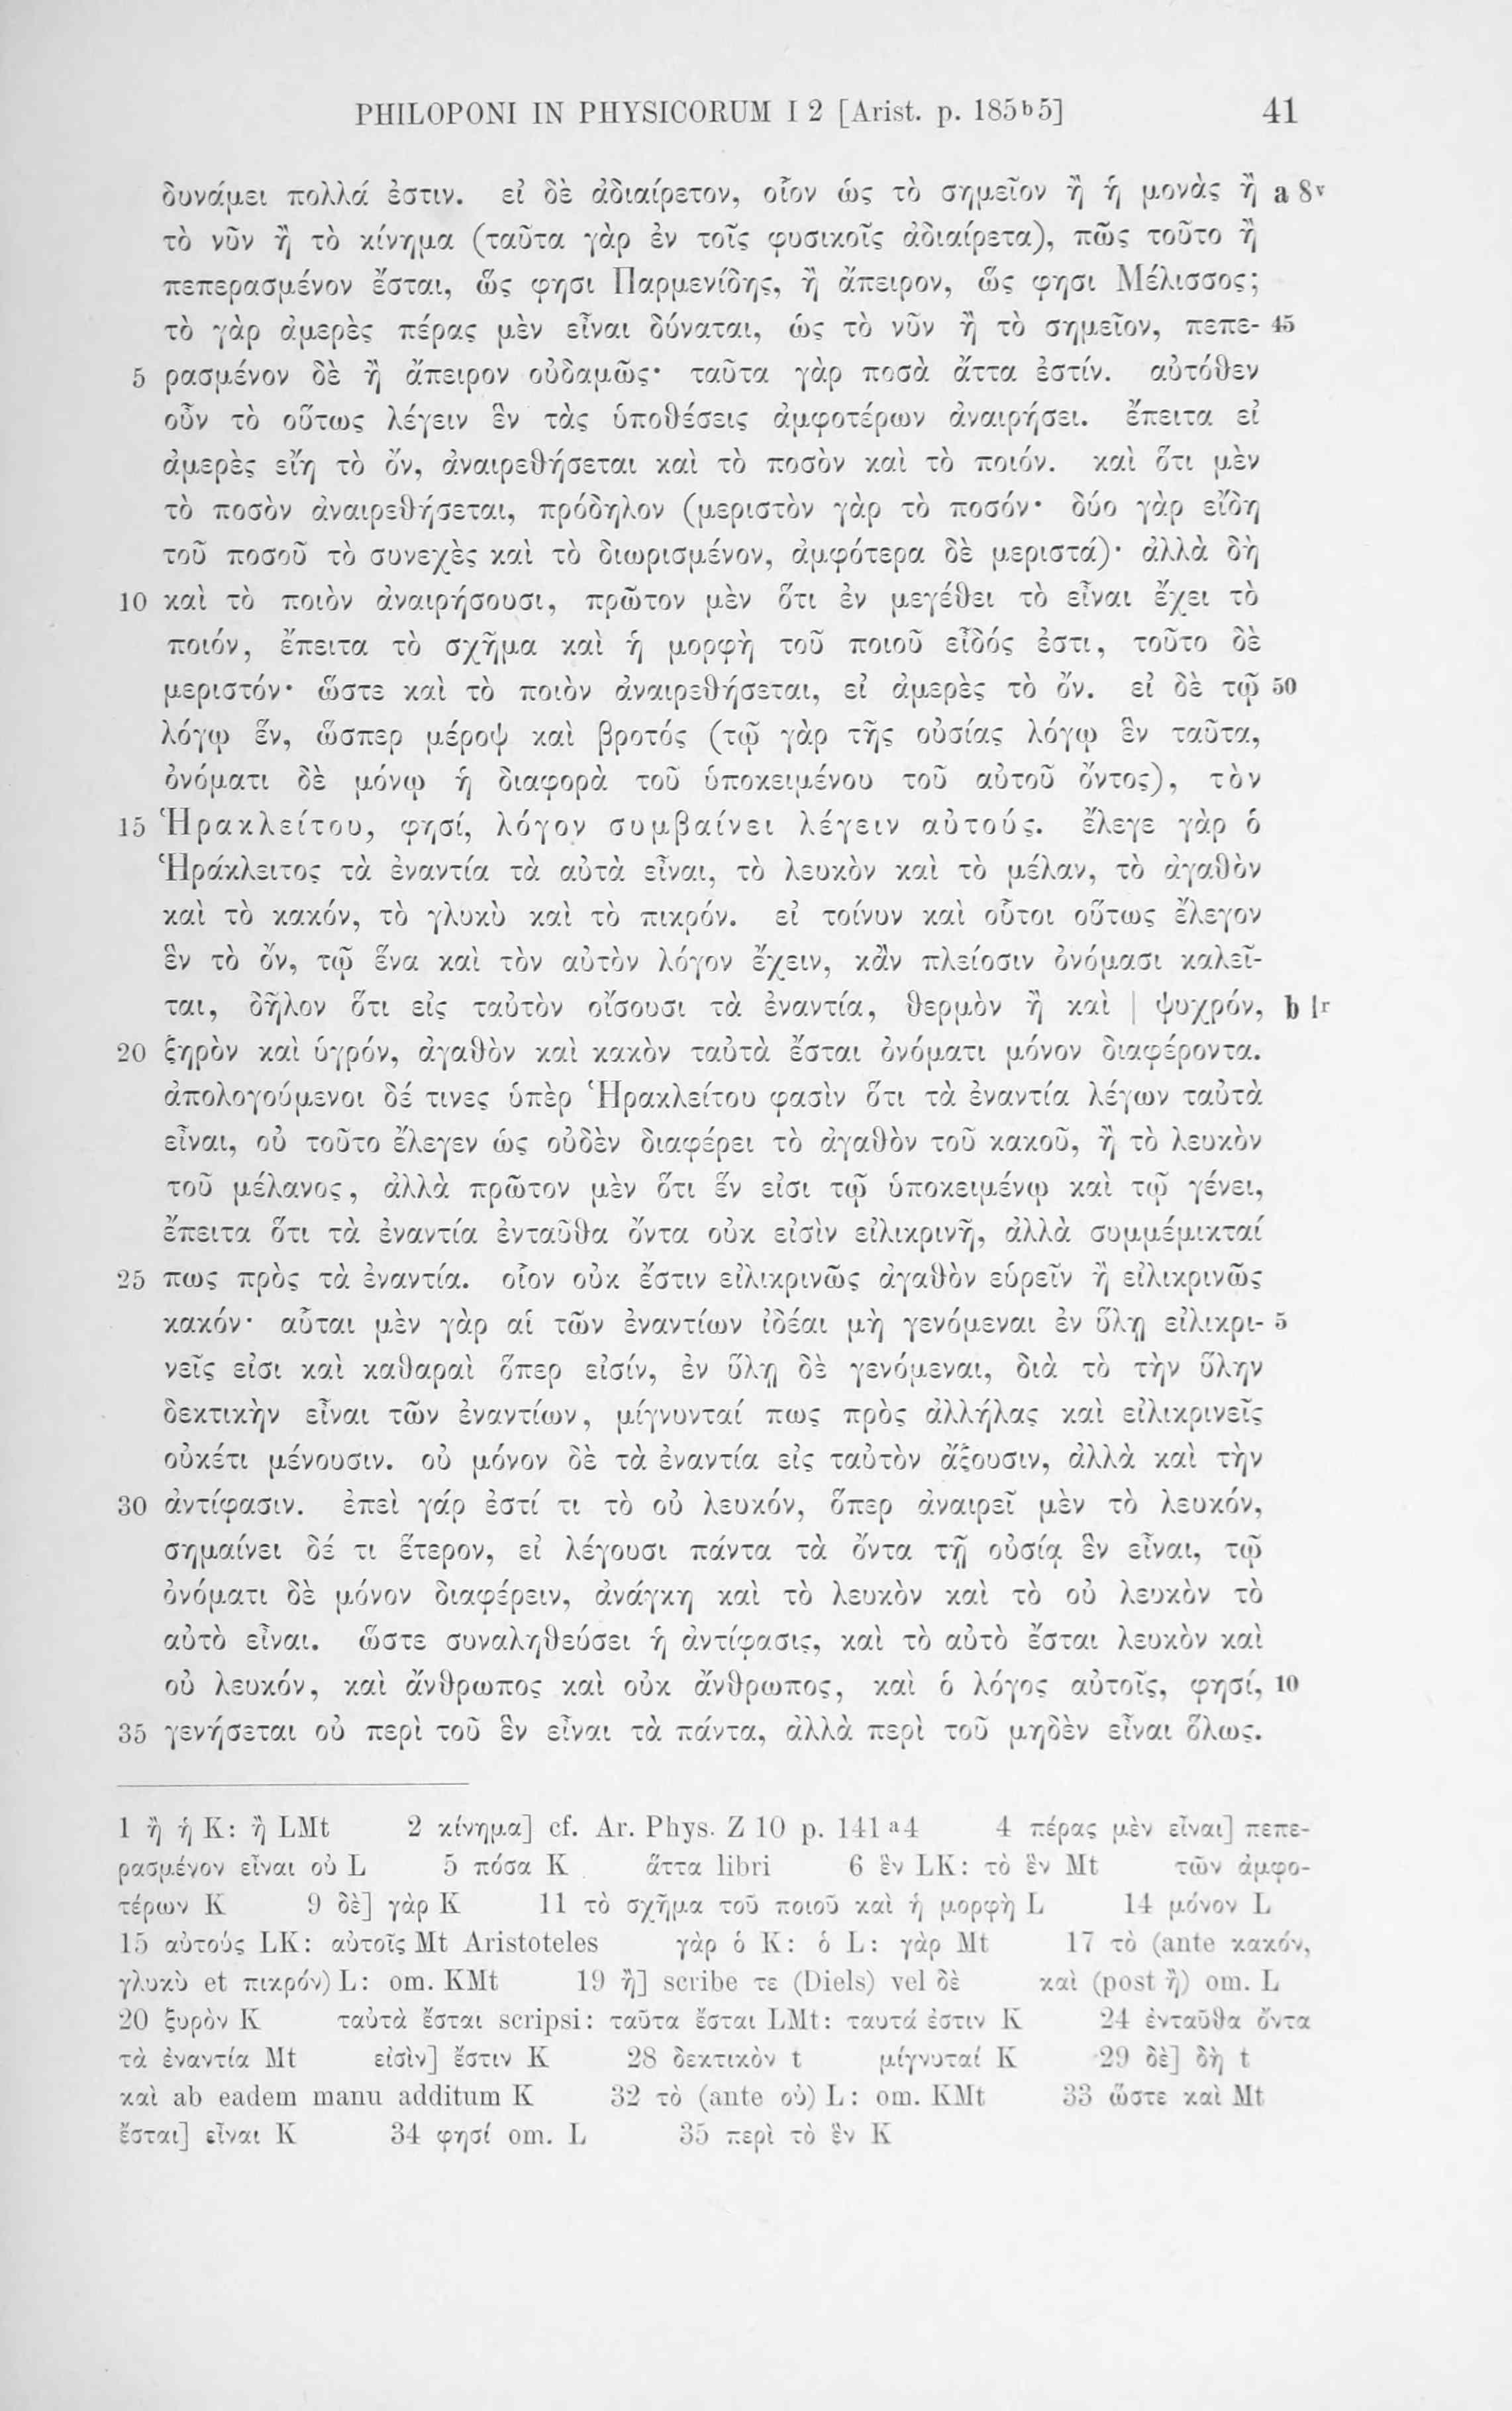 PHILOPONI IN PHYSICORUM I 2 [Arist. p. 185ᵇ5] 41
δυνάμει πολλά ἐστιν. εἰ δὲ ἀδιαίρετον, οἷον ὡς τὸ σημεῖον ἢ ἡ μονὰς ἢ a 8ᵛ
τὸ νῦν ἢ τὸ κίνημα (ταῦτα γὰρ ἐν τοῖς φυσικοῖς ἀδιαίρετα), πῶς τοῦτο ἢ
πεπερασμένον ἔσται, ὥς φησι Παρμενίδης, ἢ ἄπειρον, ὥς φησι Μέλισσος;
τὸ γὰρ ἀμερὲς πέρας μὲν εἶναι δύναται, ὡς τὸ νῦν ἢ τὸ σημεῖον, πεπε- 45
5 ρασμένον δὲ ἢ ἄπειρον οὐδαμῶς· ταῦτα γὰρ ποσὰ ἄττα ἐστίν. αὐτόθεν
οὖν τὸ οὕτως λέγειν ἓν τὰς ὑποθέσεις ἀμφοτέρων ἀναιρήσει. ἔπειτα εἰ
ἀμερὲς εἴη τὸ ὄν, ἀναιρεθήσεται καὶ τὸ ποσὸν καὶ τὸ ποιόν. καὶ ὅτι μὲν
τὸ ποσὸν ἀναιρεθήσεται, πρόδηλον (μεριστὸν γὰρ τὸ ποσόν· δύο γὰρ εἴδη
τοῦ ποσοῦ τὸ συνεχὲς καὶ τὸ διωρισμένον, ἀμφότερα δὲ μεριστά)· ἀλλὰ δὴ
10 καὶ τὸ ποιὸν ἀναιρήσουσι, πρῶτον μὲν ὅτι ἐν μεγέθει τὸ εἶναι ἔχει τὸ
ποιόν, ἔπειτα τὸ σχῆμα καὶ ἡ μορφὴ τοῦ ποιοῦ εἶδός ἐστι, τοῦτο δὲ
μεριστόν· ὥστε καὶ τὸ ποιὸν ἀναιρεθήσεται, εἰ ἀμερὲς τὸ ὄν. εἰ δὲ τῷ 50
λόγῳ ἕν, ὥσπερ μέροψ καὶ βροτός (τῷ γὰρ τῆς οὐσίας λόγῳ ἓν ταῦτα,
ὀνόματι δὲ μόνῳ ἡ διαφορὰ τοῦ ὑποκειμένου τοῦ αὐτοῦ ὄντος), τὸν
15 Ἡρακλείτου, φησί, λόγον συμβαίνει λέγειν αὐτούς. ἔλεγε γὰρ ὁ
Ἡράκλειτος τὰ ἐναντία τὰ αὐτὰ εἶναι, τὸ λευκὸν καὶ τὸ μέλαν, τὸ ἀγαθὸν
καὶ τὸ κακόν, τὸ γλυκὺ καὶ τὸ πικρόν. εἰ τοίνυν καὶ οὗτοι οὕτως ἔλεγον
ἓν τὸ ὄν, τῷ ἕνα καὶ τὸν αὐτὸν λόγον ἔχειν, κἂν πλείοσιν ὀνόμασι καλεῖ-
ται, δῆλον ὅτι εἰς ταὐτὸν οἴσουσι τὰ ἐναντία, θερμὸν ἢ καὶ | ψυχρόν, b 1ʳ
20 ξηρὸν καὶ ὑγρόν, ἀγαθὸν καὶ κακὸν ταὐτὰ ἔσται ὀνόματι μόνον διαφέροντα.
ἀπολογούμενοι δέ τινες ὑπὲρ Ἡρακλείτου φασὶν ὅτι τὰ ἐναντία λέγων ταὐτὰ
εἶναι, οὐ τοῦτο ἔλεγεν ὡς οὐδὲν διαφέρει τὸ ἀγαθὸν τοῦ κακοῦ, ἢ τὸ λευκὸν
τοῦ μέλανος, ἀλλὰ πρῶτον μὲν ὅτι ἕν εἰσι τῷ ὑποκειμένῳ καὶ τῷ γένει,
ἔπειτα ὅτι τὰ ἐναντία ἐνταῦθα ὄντα οὐκ εἰσὶν εἰλικρινῆ, ἀλλὰ συμμέμικταί
25 πως πρὸς τὰ ἐναντία. οἷον οὐκ ἔστιν εἰλικρινῶς ἀγαθὸν εὑρεῖν ἢ εἰλικρινῶς
κακόν· αὗται μὲν γὰρ αἱ τῶν ἐναντίων ἰδέαι μὴ γενόμεναι ἐν ὕλῃ εἰλικρι- 5
νεῖς εἰσι καὶ καθαραὶ ὅπερ εἰσίν, ἐν ὕλῃ δὲ γενόμεναι, διὰ τὸ τὴν ὕλην
δεκτικὴν εἶναι τῶν ἐναντίων, μίγνυνταί πως πρὸς ἀλλήλας καὶ εἰλικρινεῖς
οὐκέτι μένουσιν. οὐ μόνον δὲ τὰ ἐναντία εἰς ταὐτὸν ἄξουσιν, ἀλλὰ καὶ τὴν
30 ἀντίφασιν. ἐπεὶ γάρ ἐστί τι τὸ οὐ λευκόν, ὅπερ ἀναιρεῖ μὲν τὸ λευκόν,
σημαίνει δέ τι ἕτερον, εἰ λέγουσι πάντα τὰ ὄντα τῇ οὐσίᾳ ἓν εἶναι, τῷ
ὀνόματι δὲ μόνον διαφέρειν, ἀνάγκη καὶ τὸ λευκὸν καὶ τὸ οὐ λευκὸν τὸ
αὐτὸ εἶναι. ὥστε συναληθεύσει ἡ ἀντίφασις, καὶ τὸ αὐτὸ ἔσται λευκὸν καὶ
οὐ λευκόν, καὶ ἄνθρωπος καὶ οὐκ ἄνθρωπος, καὶ ὁ λόγος αὐτοῖς, φησί, 10
35 γενήσεται οὐ περὶ τοῦ ἓν εἶναι τὰ πάντα, ἀλλὰ περὶ τοῦ μηδὲν εἶναι ὅλως.
1 ἢ ἡ K: ἢ LMt 2 κίνημα] cf. Ar. Phys. Z 10 p. 141ᵃ4 4 πέρας μὲν εἶναι] πεπε-
ρασμένον εἶναι οὐ L 5 πόσα K ἅττα libri 6 ἓν LK: τὸ ἓν Mt τῶν ἀμφο-
τέρων K 9 δὲ] γὰρ K 11 τὸ σχῆμα τοῦ ποιοῦ καὶ ἡ μορφὴ L 14 μόνον L
15 αὐτούς LK: αὐτοῖς Mt Aristoteles γὰρ ὁ K: ὁ L: γὰρ Mt 17 τὸ (ante κακόν,
γλυκὺ et πικρόν) L: om. KMt 19 ἢ] scribe τε (Diels) vel δὲ καὶ (post ἢ) om. L
20 ξυρὸν K ταὐτὰ ἔσται scripsi: ταῦτα ἔσται LMt: ταυτά ἐστιν K 24 ἐνταῦθα ὄντα
τὰ ἐναντία Mt εἰσὶν] ἔστιν K 28 δεκτικὸν t μίγνυταί K 29 δὲ] δὴ t
καὶ ab eadem manu additum K 32 τὸ (ante οὐ) L: om. KMt 33 ὥστε καὶ Mt
ἔσται] εἶναι K 34 φησί om. L 35 περὶ τὸ ἓν K